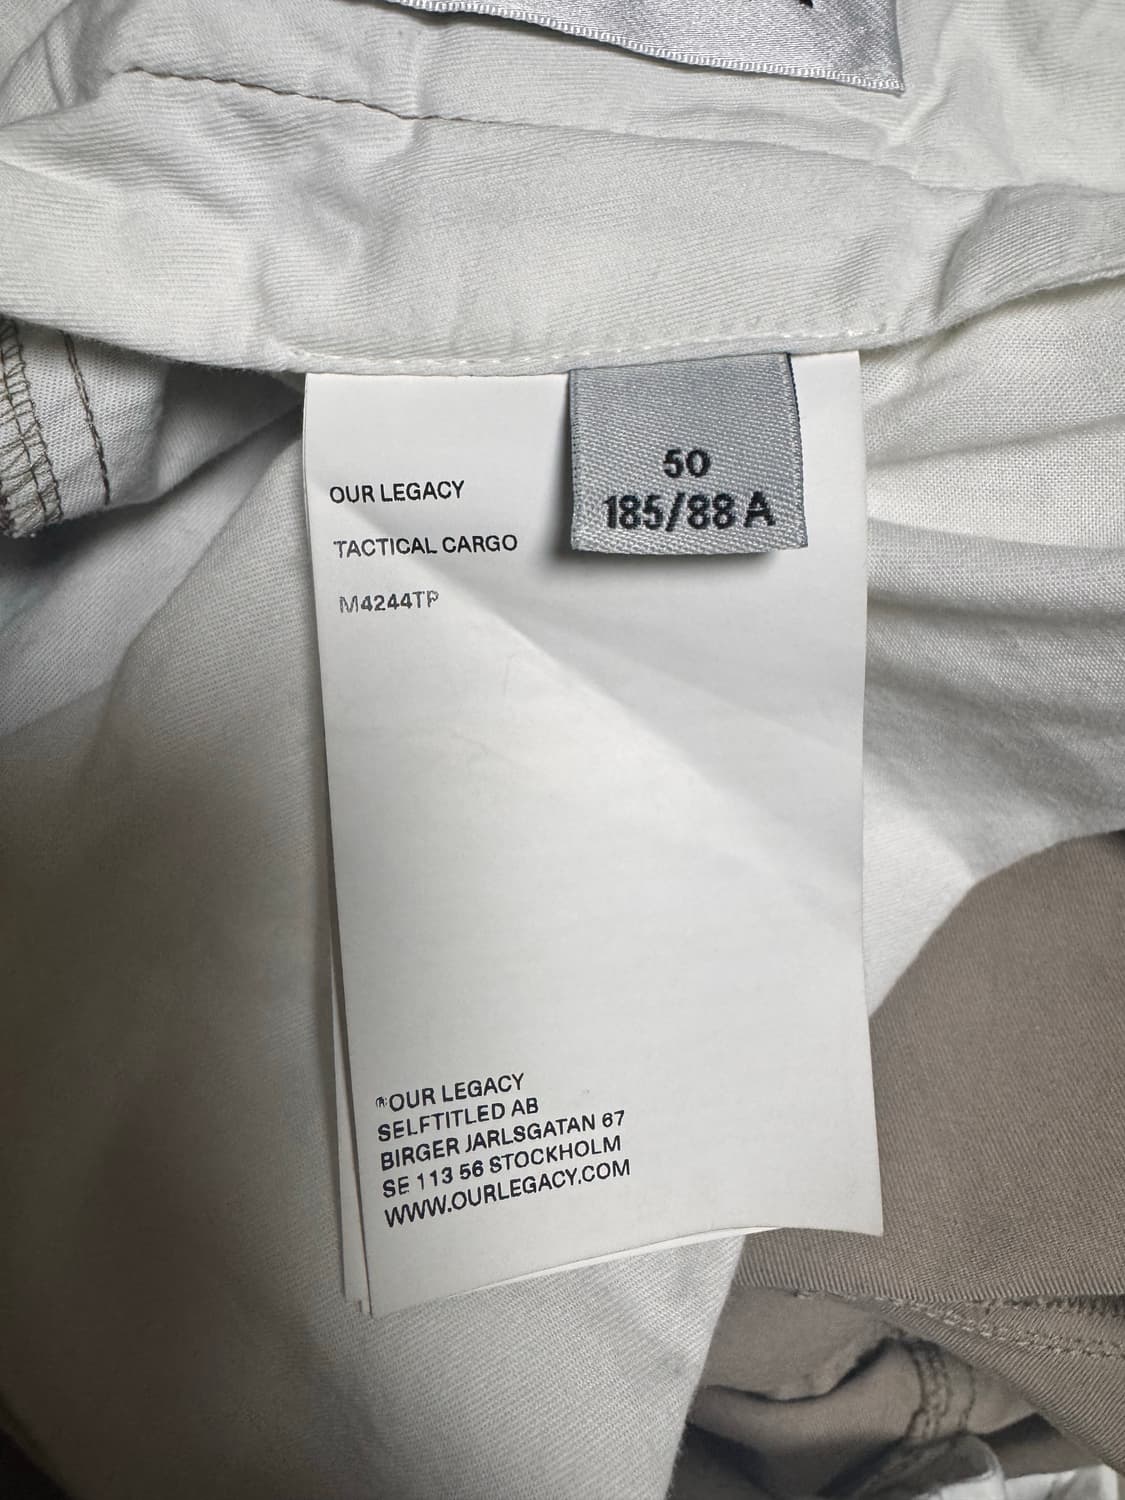 50
185/88 A
OUR LEGACY
TACTICAL CARGO
M4244TP
®OUR LEGACY
SELFTITLED AB
BIRGER JARLSGATAN 67
SE 113 56 STOCKHOLM
WWW.OURLEGACY.COM